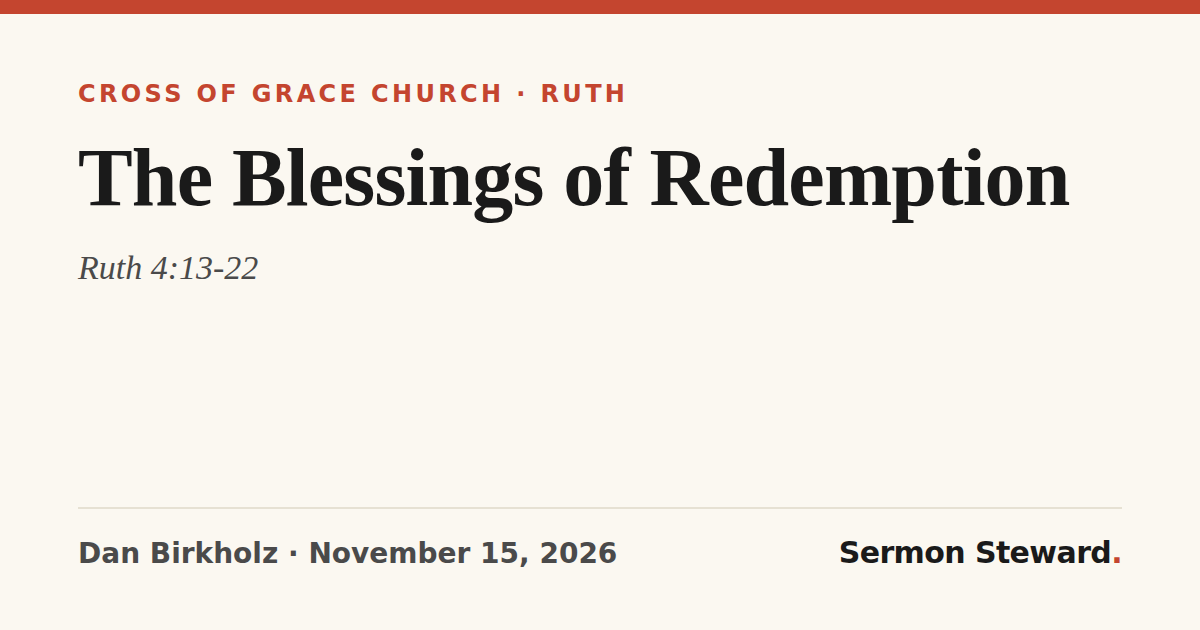 CROSS OF GRACE CHURCH · RUTH
The Blessings of Redemption
Ruth 4:13-22
Dan Birkholz · November 15, 2026
Sermon Steward.